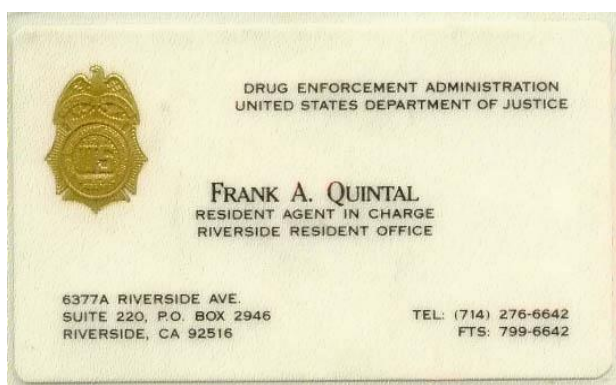 DRUG ENFORCEMENT ADMINISTRATION
UNITED STATES DEPARTMENT OF JUSTICE
FRANK A. QUINTAL
RESIDENT AGENT IN CHARGE
RIVERSIDE RESIDENT OFFICE
6377A RIVERSIDE AVE.
SUITE 220, P.O. BOX 2946
RIVERSIDE, CA 92516
TEL: (714) 276-6642
FTS: 799-6642